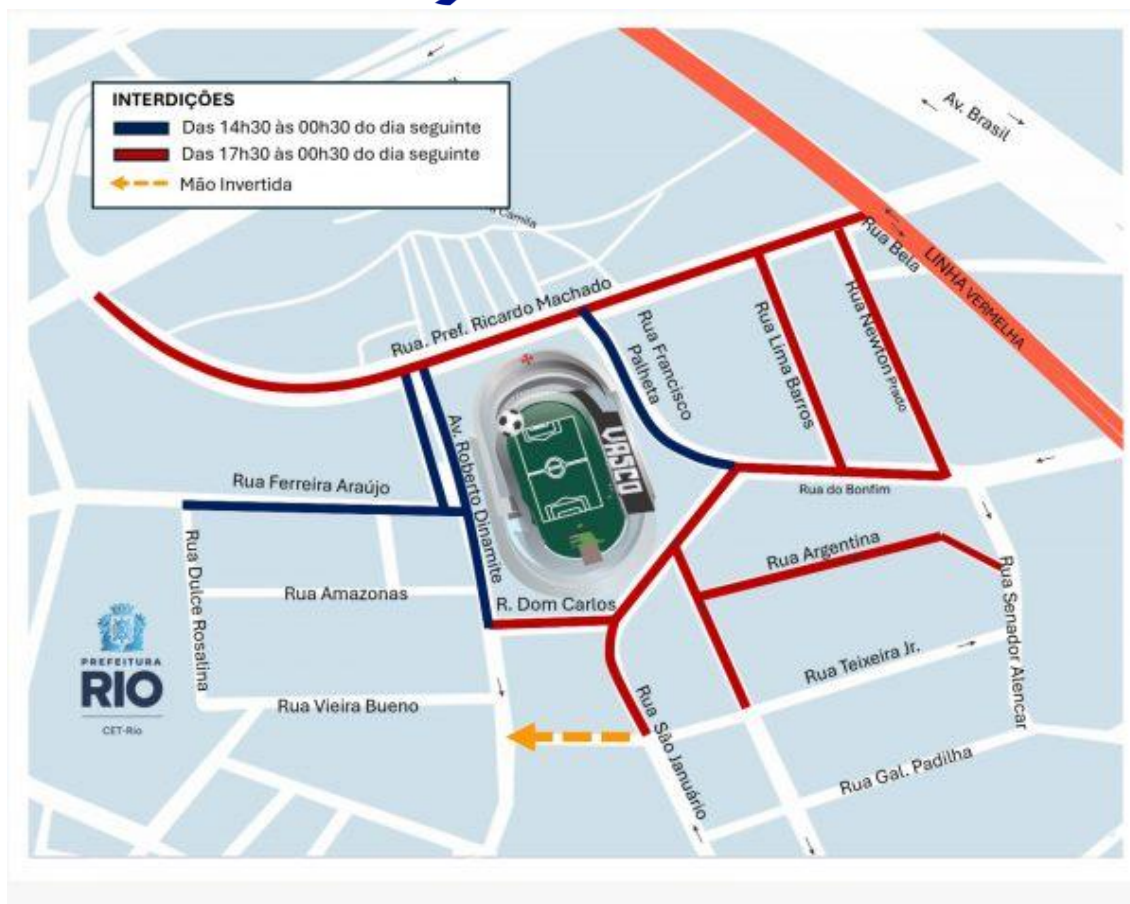 INTERDIÇÕES
Das 14h30 às 00h30 do dia seguinte
Das 17h30 às 00h30 do dia seguinte
Mão Invertida
Av. Brasil
Camila
Rua Bela
LINHA VERMELHA
Rua. Pref. Ricardo Machado
Rua Francisco
Palheta
Rua Lima Barros
Rua Newton Prado
Av. Roberto Dinamite
VASCO
Rua Ferreira Araújo
Rua do Bonfim
Rua Dulce Rosalina
Rua Argentina
Rua Amazonas
R. Dom Carlos
Rua Senador Alencar
PREFEITURA
RIO
CET-Rio
Rua Teixeira Jr.
Rua Vieira Bueno
Rua São Januário
Rua Gal. Padilha